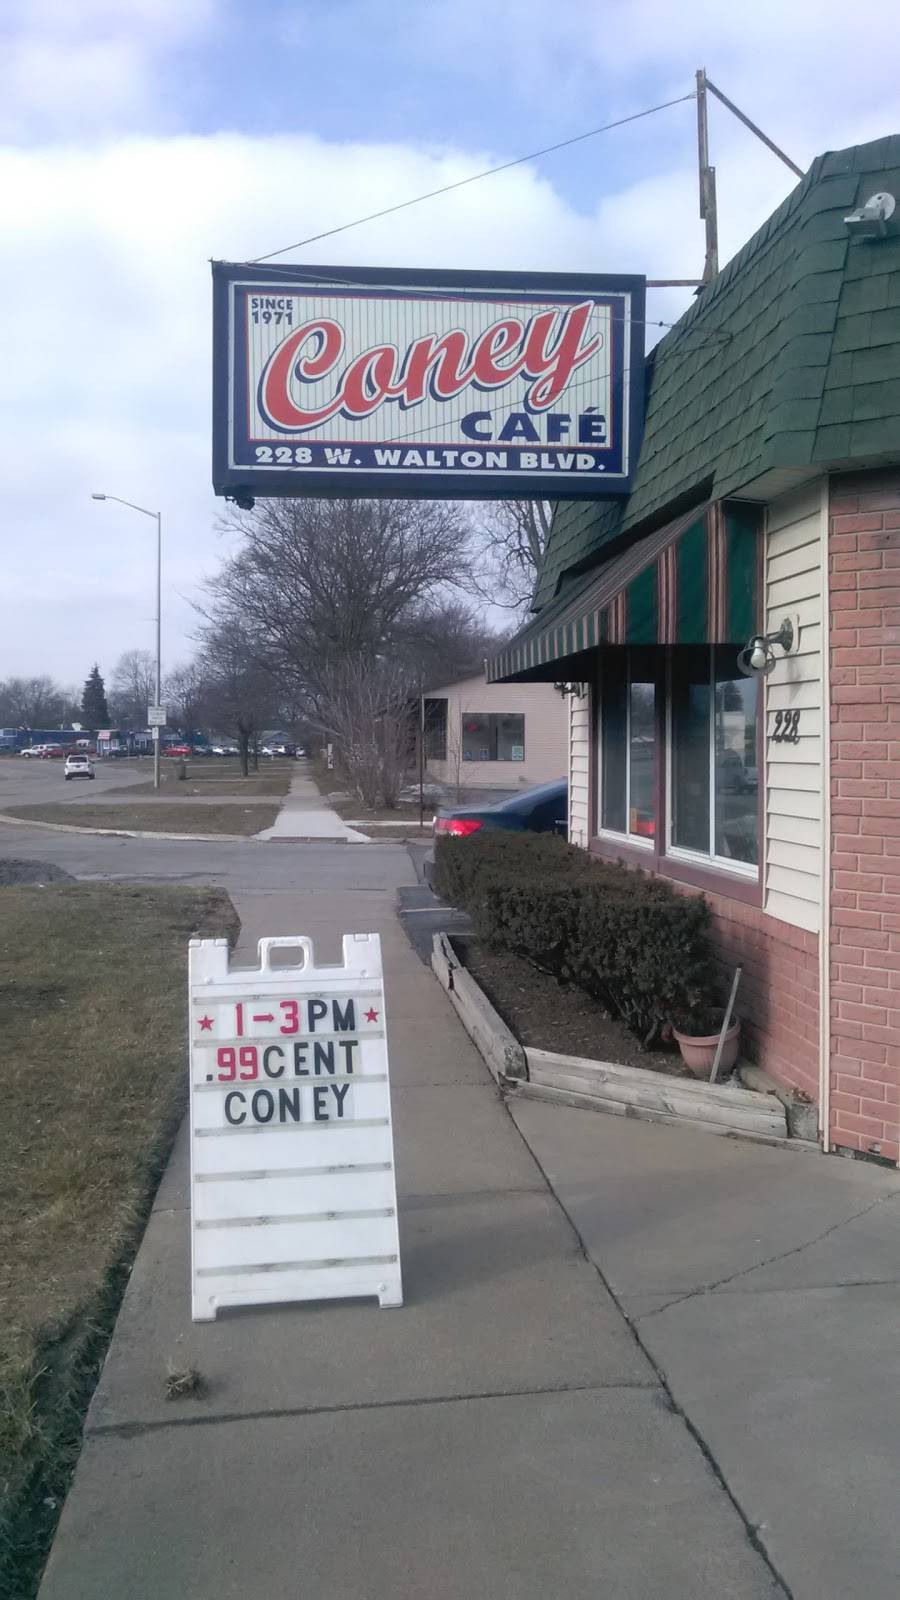 SINCE
1971
Coney
CAFÉ
228 W. WALTON BLVD.
228
★ 1→3 PM ★
.99 CENT
CONEY